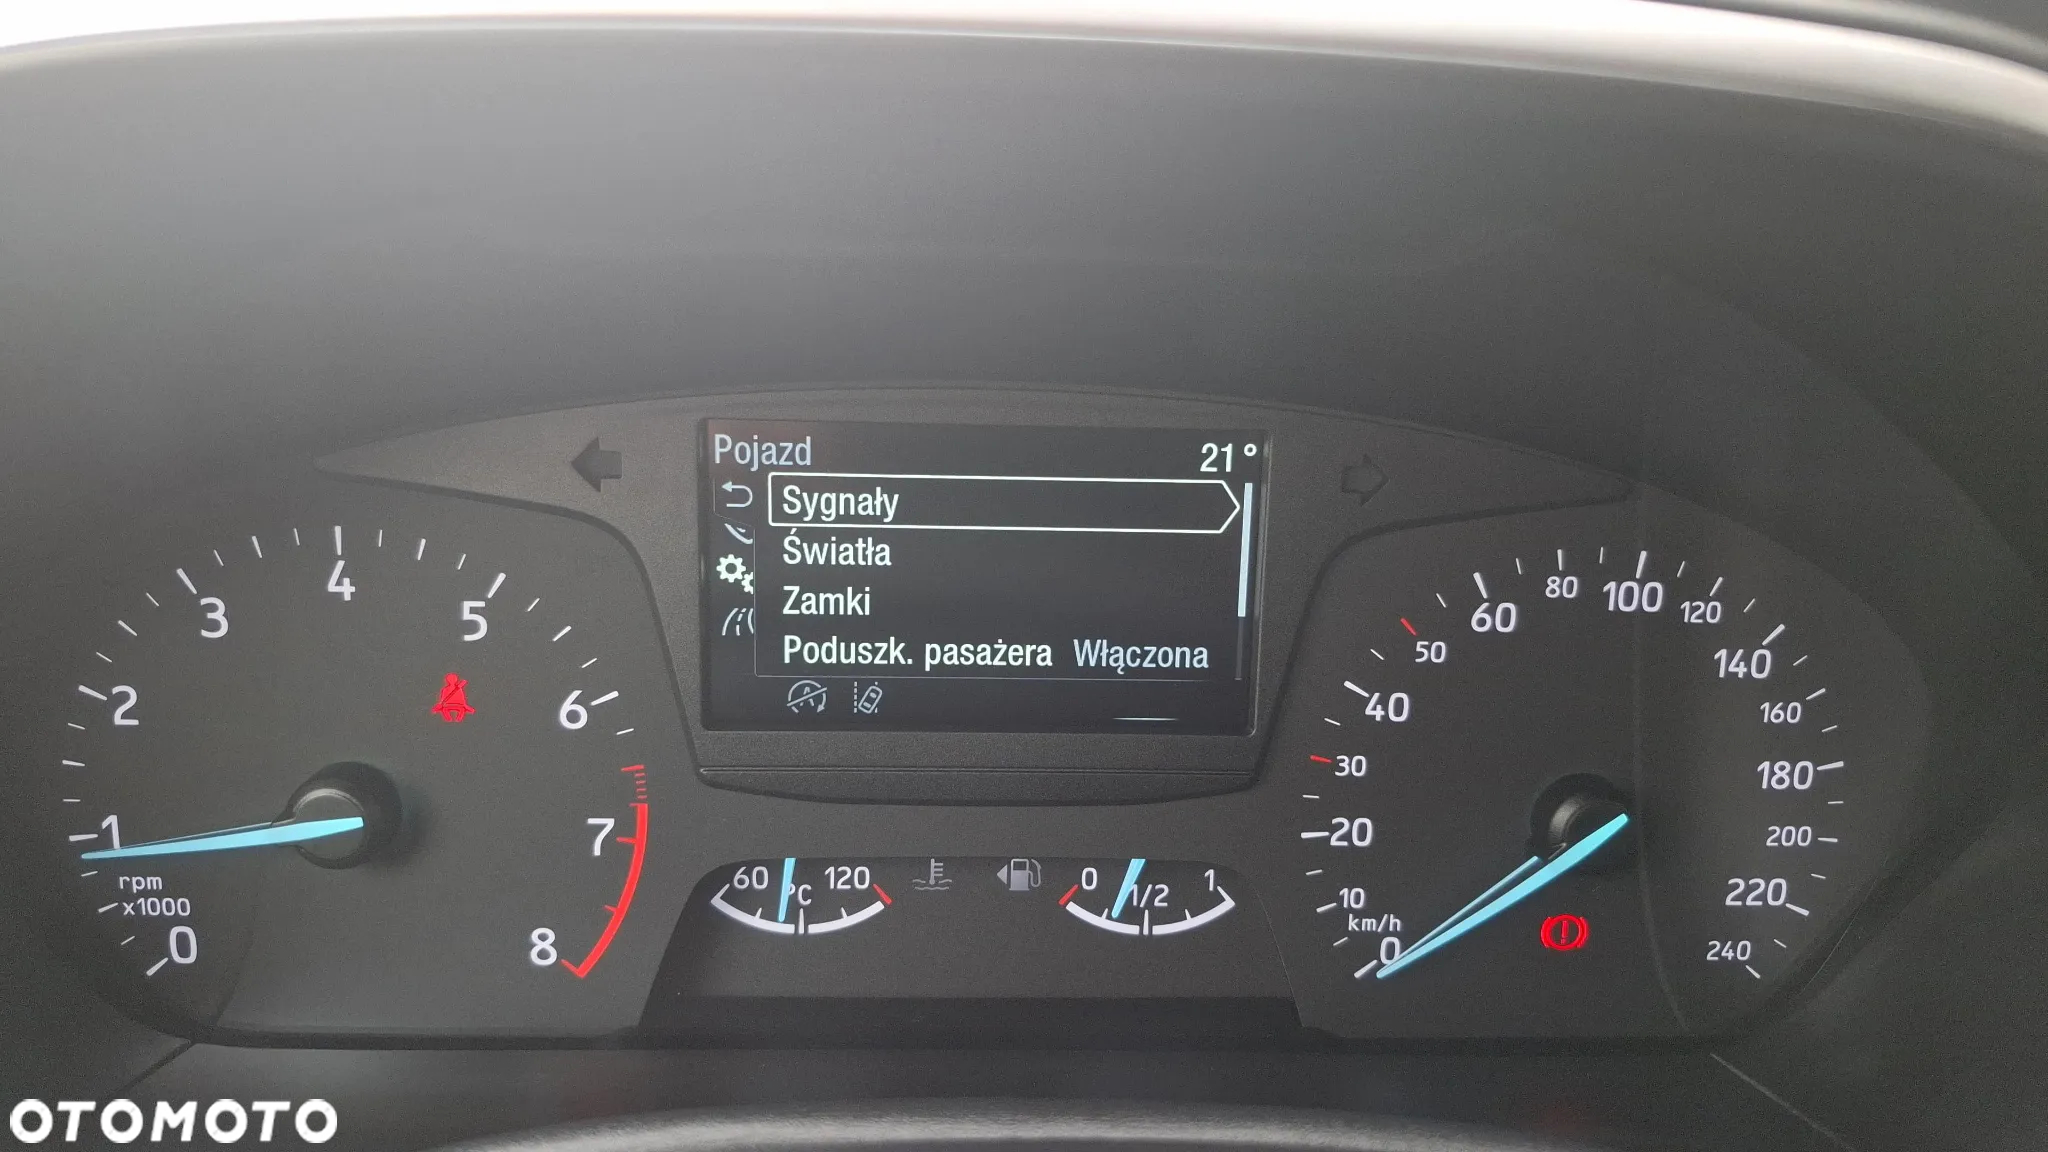 Pojazd 21°
Sygnały
Światła
Zamki
Poduszk. pasażera Włączona
0 1 2 3 4 5 6 7 8
rpm
x1000
60 °C 120
0 1/2 1
0 10 20 30 40 50 60 80 100 120 140 160 180 200 220 240
km/h
OTOMOTO